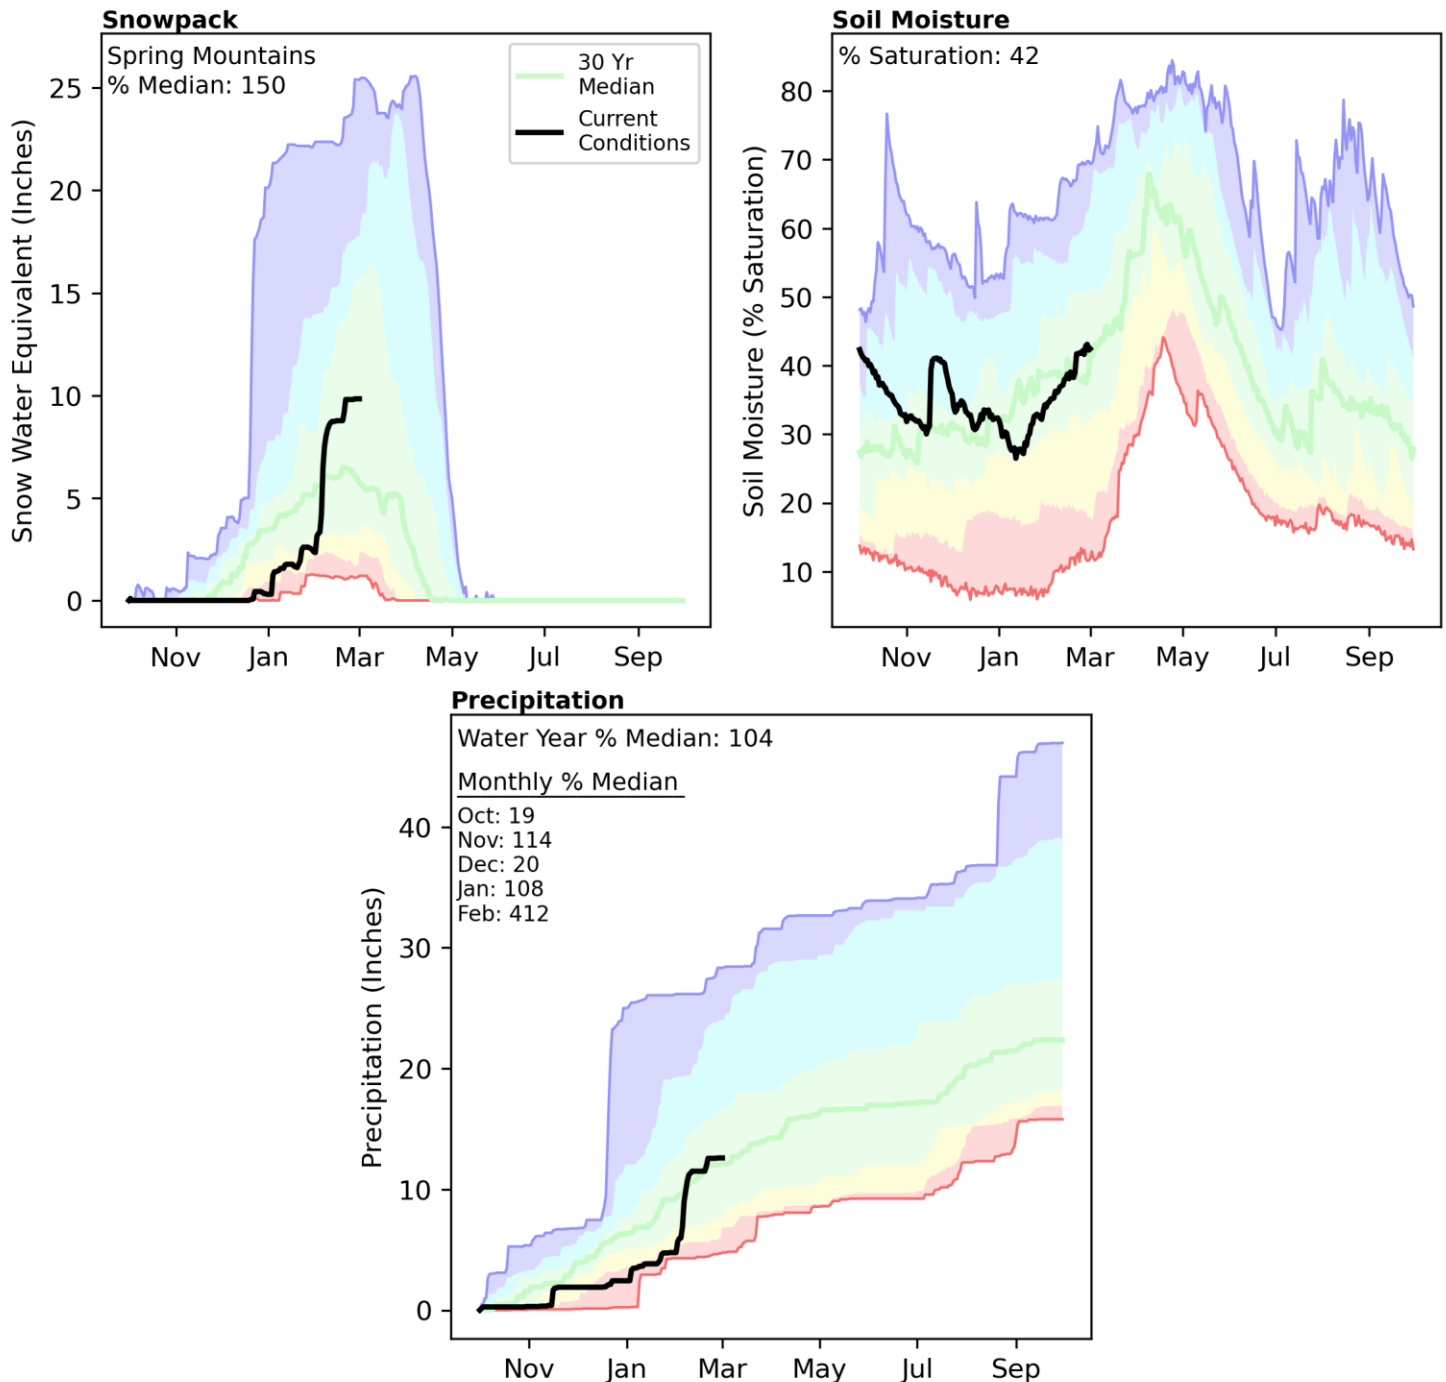 Snowpack
Spring Mountains
% Median: 150
30 Yr
Median
Current
Conditions
Snow Water Equivalent (Inches)
25
20
15
10
5
0
Nov Jan Mar May Jul Sep
Soil Moisture
% Saturation: 42
Soil Moisture (% Saturation)
80
70
60
50
40
30
20
10
Nov Jan Mar May Jul Sep
Precipitation
Water Year % Median: 104
Monthly % Median
Oct: 19
Nov: 114
Dec: 20
Jan: 108
Feb: 412
Precipitation (Inches)
40
30
20
10
0
Nov Jan Mar May Jul Sep